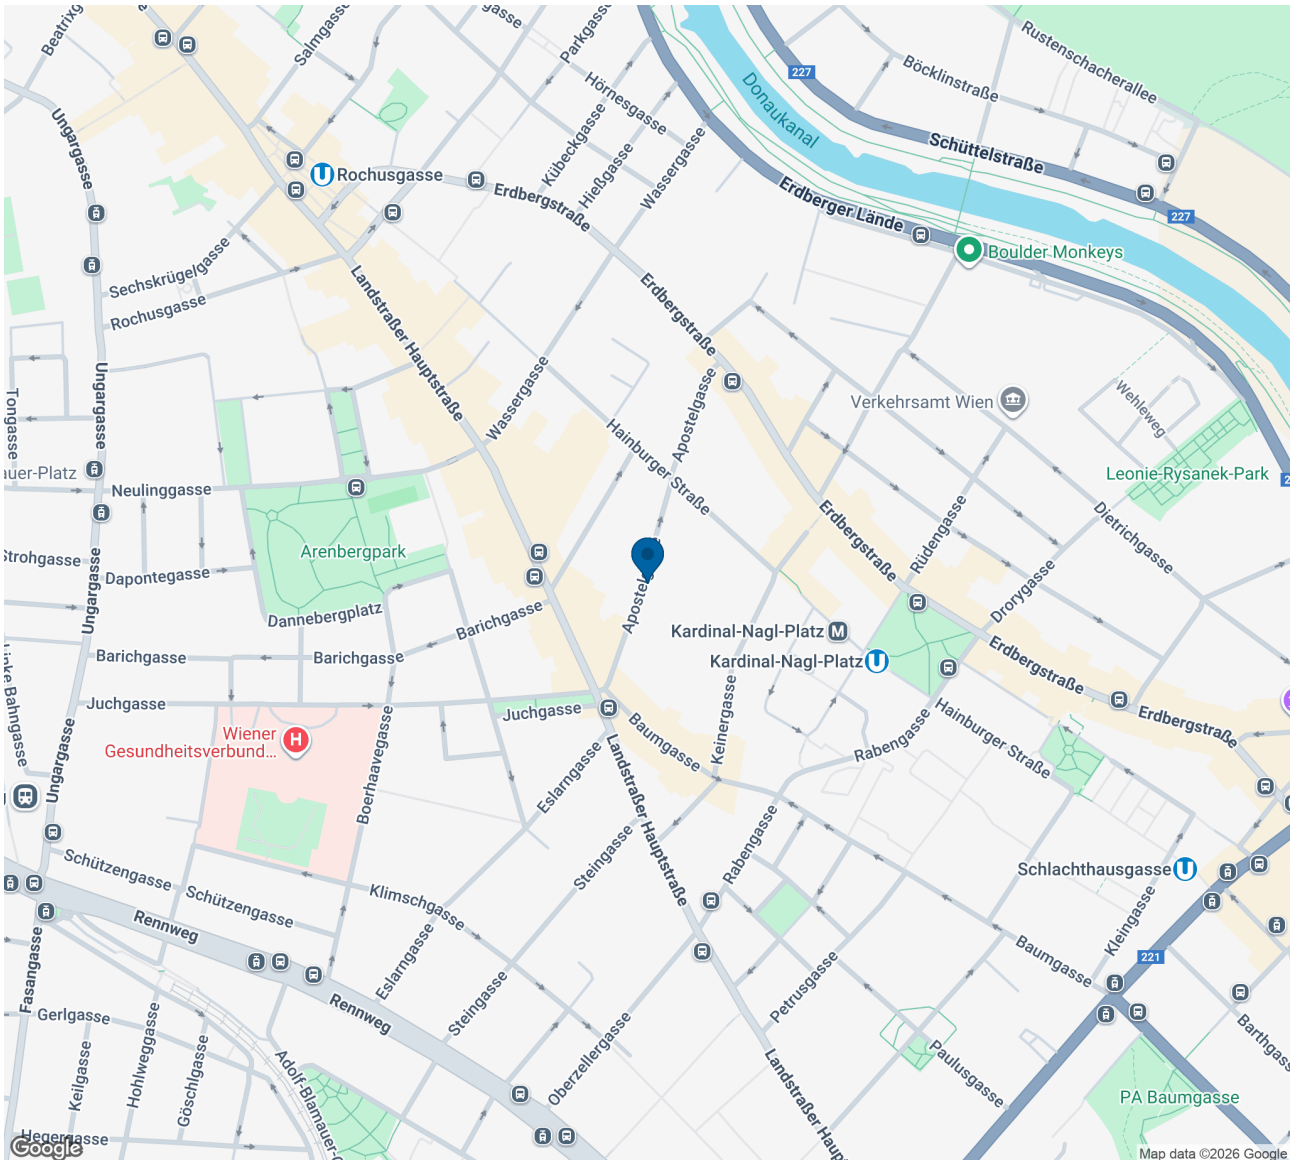 Beatrixg
Salmgasse
gasse
Parkgasse
Rustenschacherallee
227
Böcklinstraße
Hörnesgasse
Donaukanal
Ungargasse
Kübeckgasse
Schüttelstraße
Rochusgasse
Hießgasse
Wassergasse
Erdbergstraße
Erdberger Lände
227
Boulder Monkeys
Sechskrügelgasse
Rochusgasse
Landstraßer Hauptstraße
Erdbergstraße
Ungargasse
Tongasse
Wassergasse
Apostelgasse
Verkehrsamt Wien
Wehleweg
Hainburger Straße
auer-Platz
Neulinggasse
Leonie-Rysanek-Park
Erdbergstraße
Rüdengasse
Dietrichgasse
Strohgasse
Arenbergpark
Dapontegasse
Ungargasse
Dannebergplatz
Barichgasse
Apostelg
Drorygasse
Kardinal-Nagl-Platz
Kardinal-Nagl-Platz
Linke Bahngasse
Barichgasse
Barichgasse
Erdbergstraße
Juchgasse
Juchgasse
Keinergasse
Hainburger Straße
Erdbergstraße
Wiener
Gesundheitsverbund...
Baumgasse
Rabengasse
Ungargasse
Boerhaavegasse
Eslarngasse
Landstraßer Hauptstraße
Steingasse
Rabengasse
Schlachthausgasse
Schützengasse
Schützengasse
Klimschgasse
Rennweg
Kleingasse
Baumgasse
221
Fasangasse
Eslarngasse
Steingasse
Petrusgasse
Rennweg
Gerlgasse
Keilgasse
Hohlweggasse
Göschlgasse
Adolf-Blamauer-G
Oberzellergasse
Landstraßer Haup
Paulusgasse
Barthgass
PA Baumgasse
Hegergasse
Google
Map data ©2026 Google